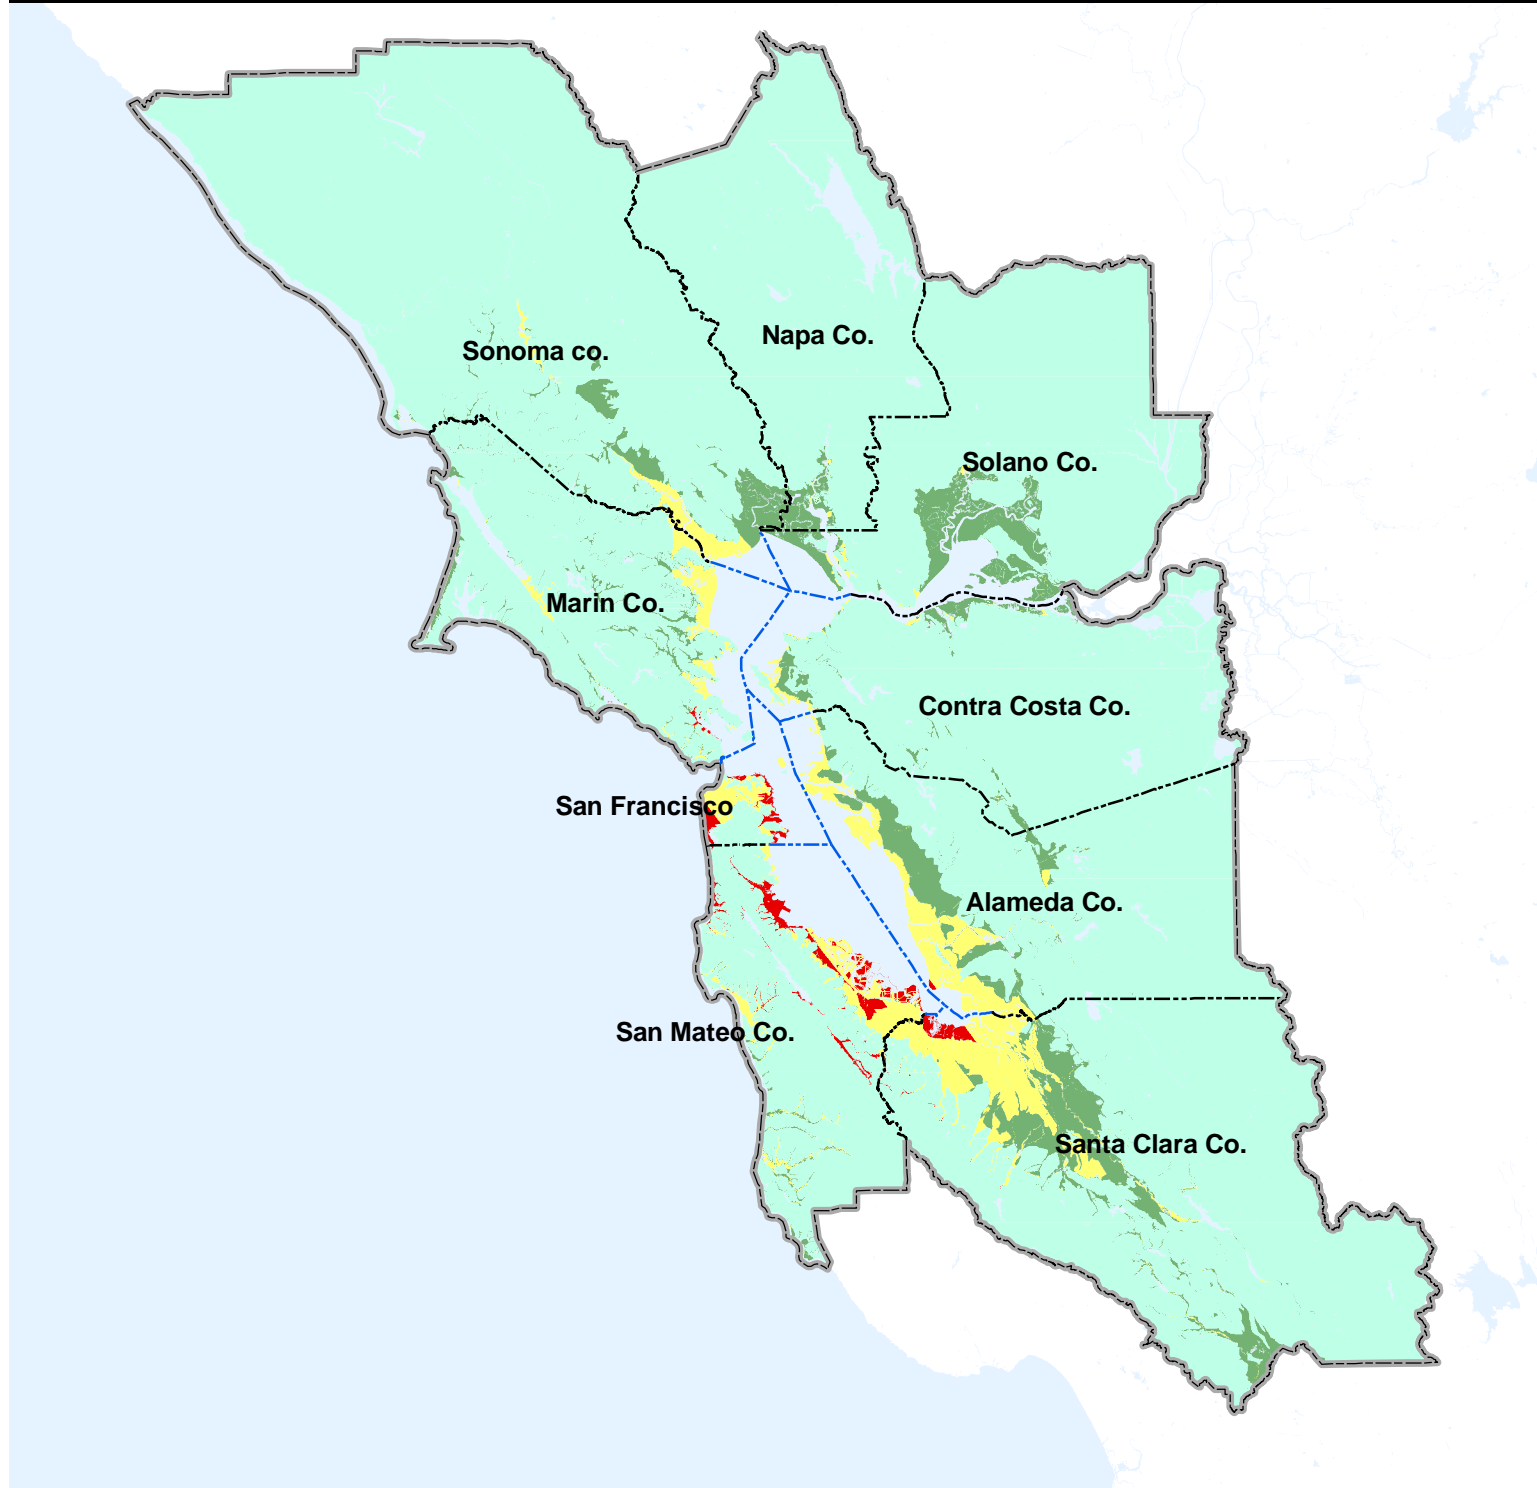 Napa Co.
Sonoma co.
Solano Co.
Marin Co.
Contra Costa Co.
San Francisco
Alameda Co.
San Mateo Co.
Santa Clara Co.